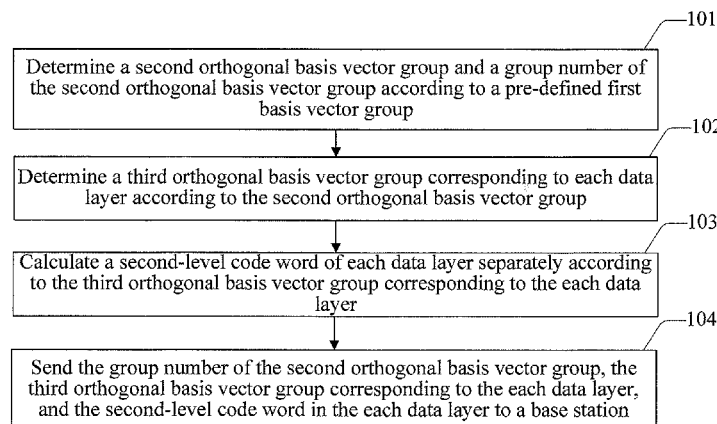 101
Determine a second orthogonal basis vector group and a group number of
the second orthogonal basis vector group according to a pre-defined first
basis vector group
102
Determine a third orthogonal basis vector group corresponding to each data
layer according to the second orthogonal basis vector group
103
Calculate a second-level code word of each data layer separately according
to the third orthogonal basis vector group corresponding to the each data
layer
104
Send the group number of the second orthogonal basis vector group, the
third orthogonal basis vector group corresponding to the each data layer,
and the second-level code word in the each data layer to a base station